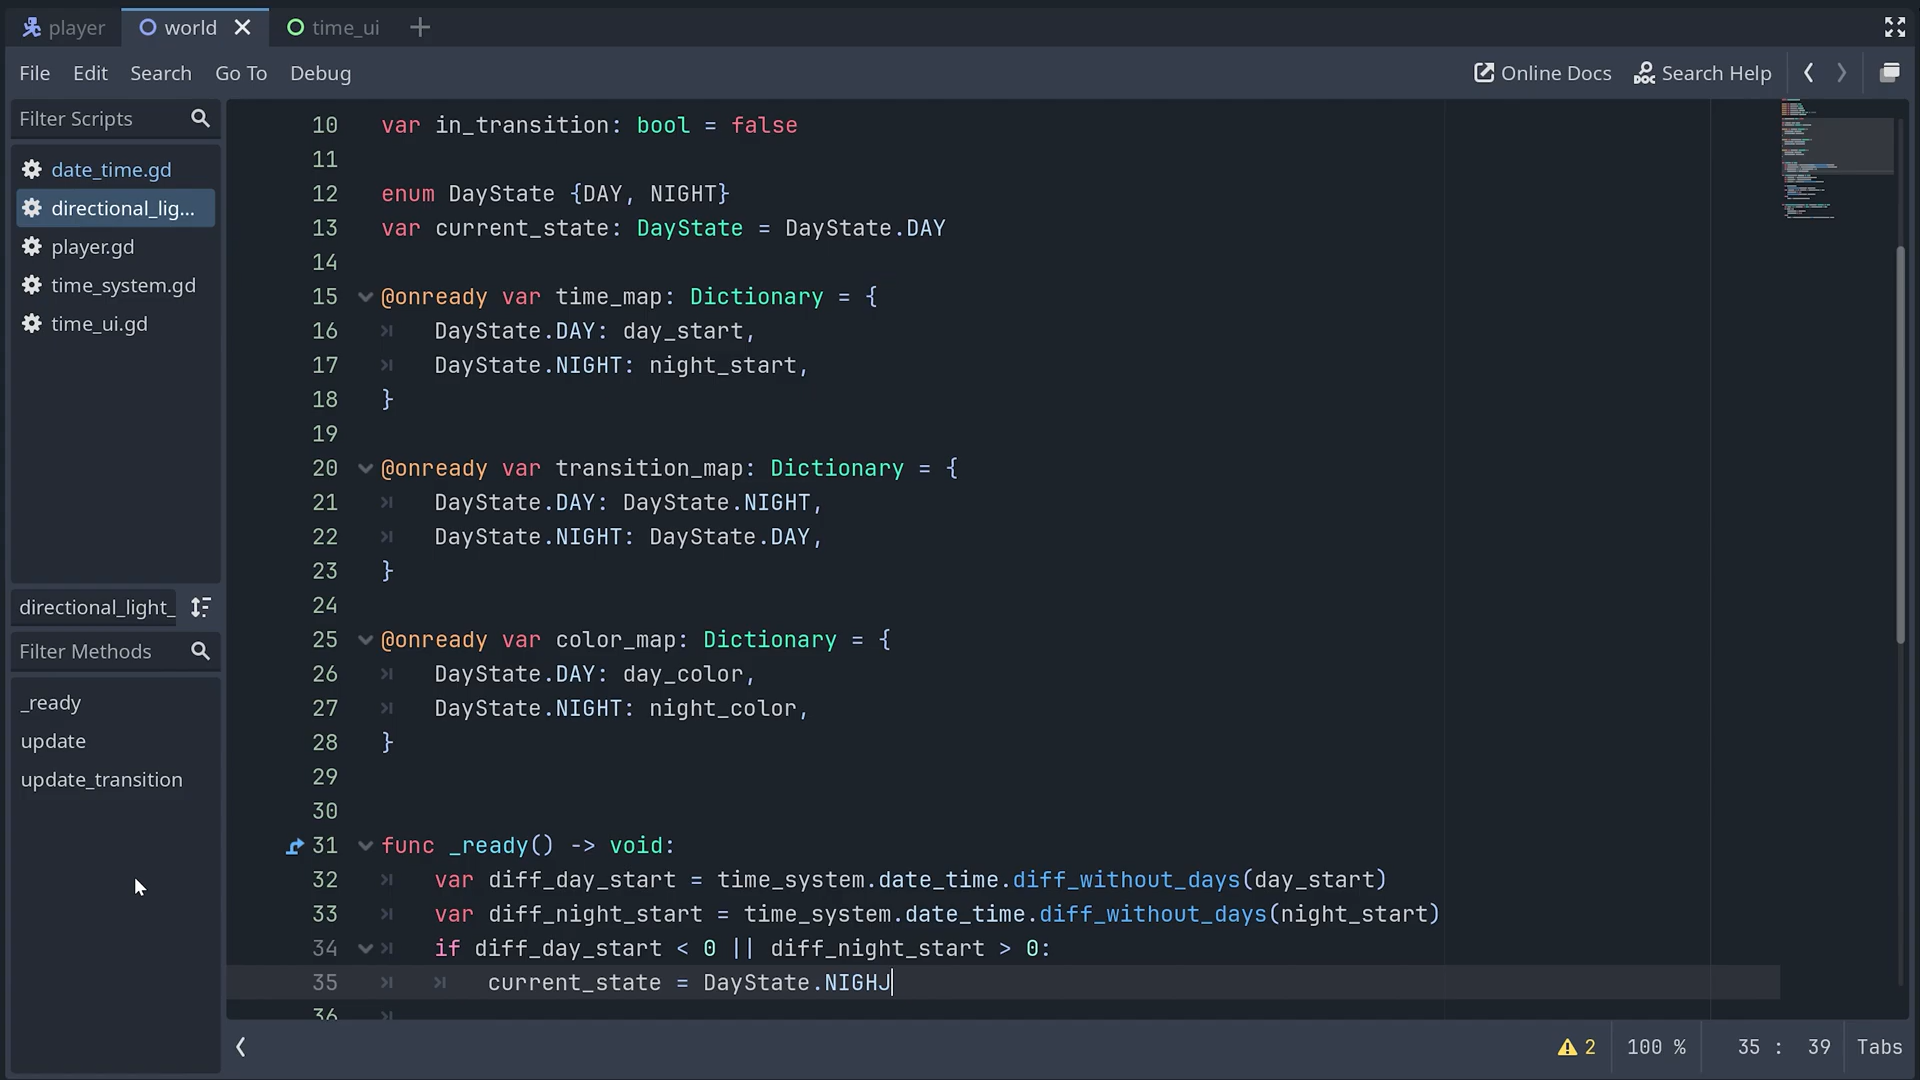 player
world
time_ui
File Edit Search Go To Debug
Online Docs Search Help
Filter Scripts
date_time.gd
directional_lig...
player.gd
time_system.gd
time_ui.gd
directional_light_
Filter Methods
_ready
update
update_transition
10 var in_transition: bool = false
11
12 enum DayState {DAY, NIGHT}
13 var current_state: DayState = DayState.DAY
14
15 @onready var time_map: Dictionary = {
16 DayState.DAY: day_start,
17 DayState.NIGHT: night_start,
18 }
19
20 @onready var transition_map: Dictionary = {
21 DayState.DAY: DayState.NIGHT,
22 DayState.NIGHT: DayState.DAY,
23 }
24
25 @onready var color_map: Dictionary = {
26 DayState.DAY: day_color,
27 DayState.NIGHT: night_color,
28 }
29
30
31 func _ready() -> void:
32 var diff_day_start = time_system.date_time.diff_without_days(day_start)
33 var diff_night_start = time_system.date_time.diff_without_days(night_start)
34 if diff_day_start < 0 || diff_night_start > 0:
35 current_state = DayState.NIGHJ
36
2 100 % 35 : 39 Tabs